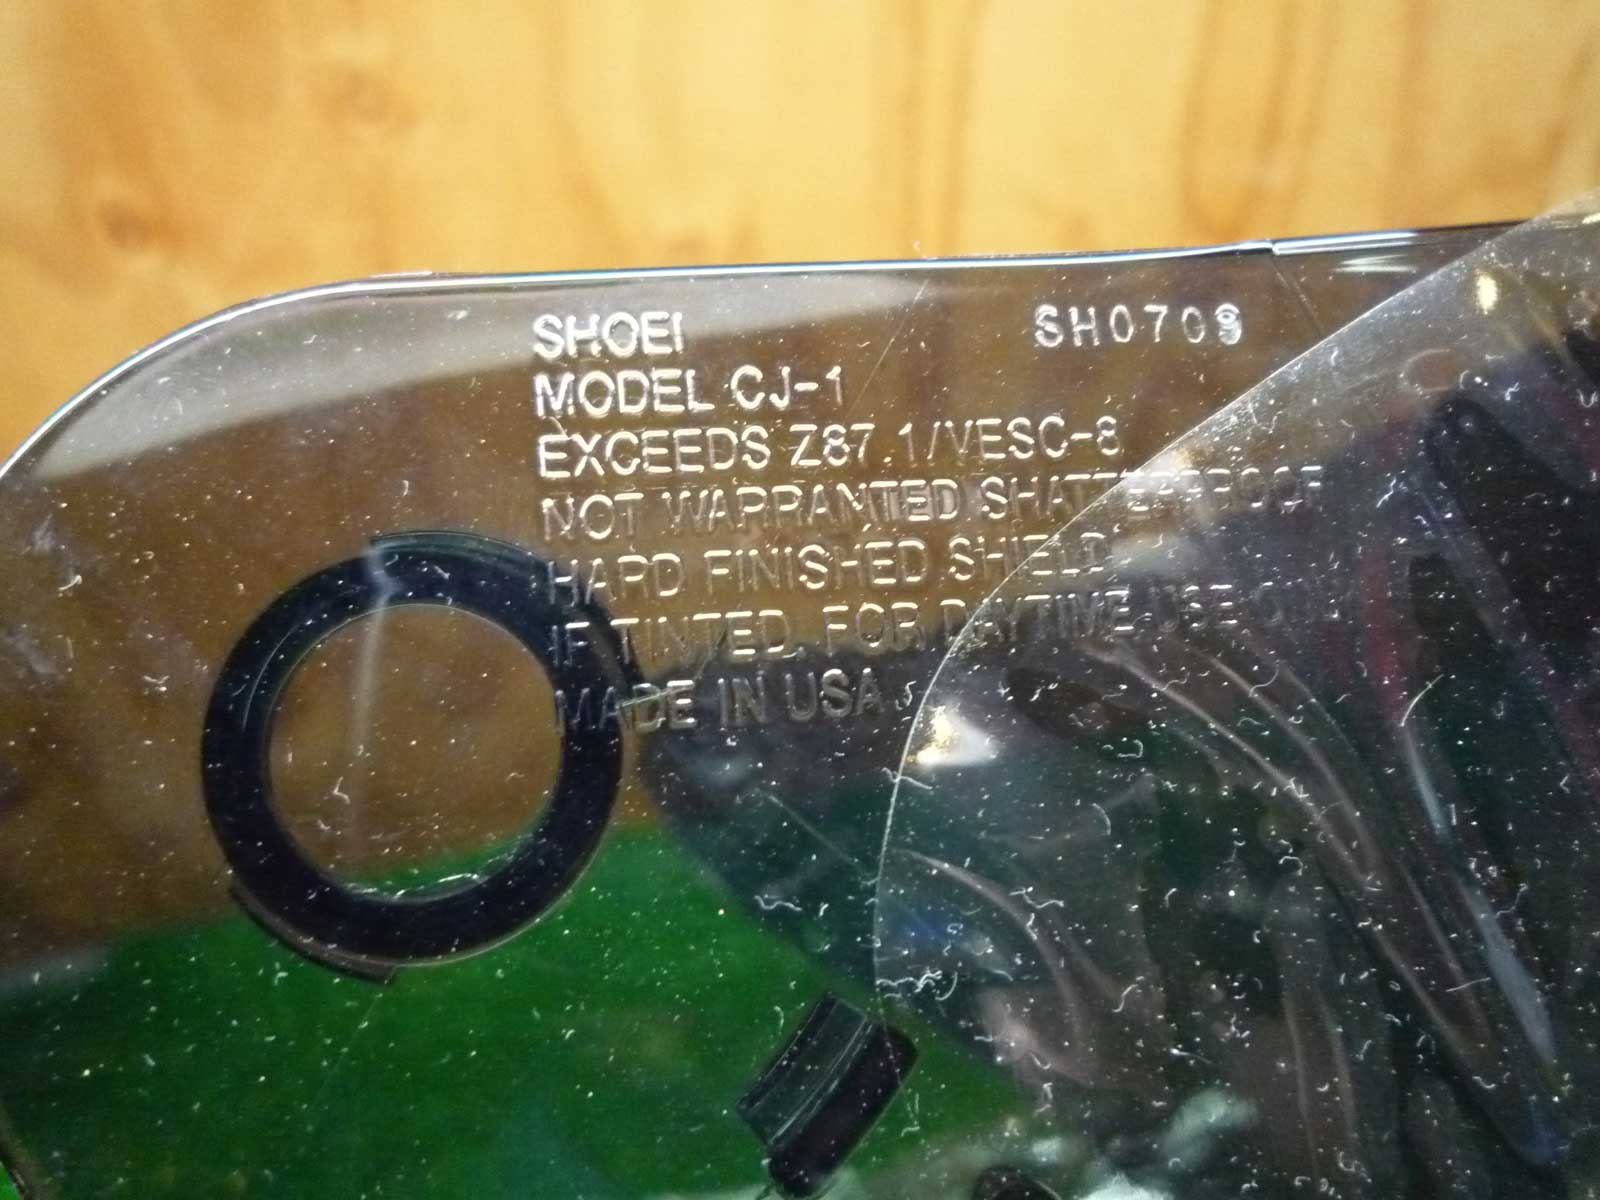 SHOEI
SH0709
MODEL CJ-1
EXCEEDS Z87.1/VESC-8
NOT WARRANTED SHATTERPROOF
HARD FINISHED SHIELD
IF TINTED, FOR DAYTIME USE ONLY
MADE IN USA